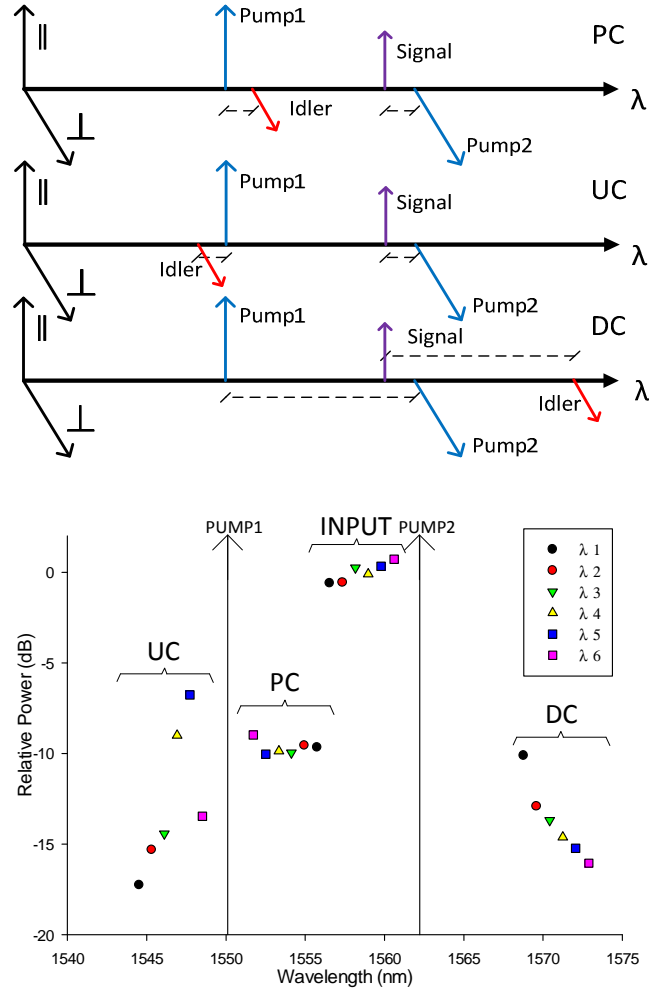 || Pump1 Signal PC
λ
⊥ Idler Pump2
|| Pump1 Signal UC
λ
Idler ⊥ Pump2
|| Pump1 Signal DC
λ
⊥ Idler
Pump2
PUMP1 INPUT PUMP2
UC PC DC
λ 1
λ 2
λ 3
λ 4
λ 5
λ 6
Relative Power (dB)
0
-5
-10
-15
-20
1540 1545 1550 1555 1560 1565 1570 1575
Wavelength (nm)